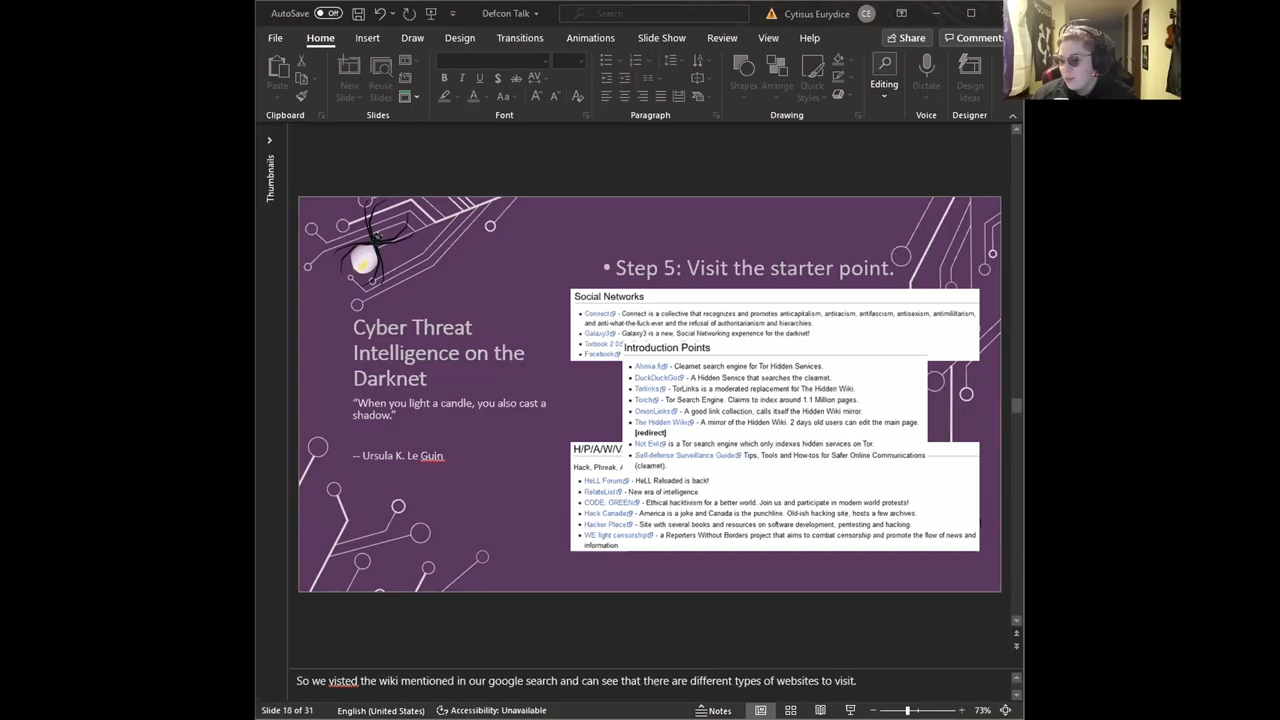 AutoSave Off Defcon Talk Search Cytisus Eurydice CE
File Home Insert Draw Design Transitions Animations Slide Show Review View Help Share Comments
Paste New Slide Reuse Slides Shapes Arrange Quick Styles Editing Dictate Design Ideas
Clipboard Slides Font Paragraph Drawing Voice Designer
Thumbnails
Cyber Threat
Intelligence on the
Darknet
“When you light a candle, you also cast a
shadow.”
-- Ursula K. Le Guin
• Step 5: Visit the starter point.
Social Networks
Connect - Connect is a collective that recognizes and promotes anticapitalism, antiracism, antifascism, antisexism, antimilitarism,
and anti-what-the-fuck-ever and the refusal of authoritarianism and hierarchies.
Galaxy3 - Galaxy3 is a new, Social Networking experience for the darknet!
Torbook 2.0
Facebook
Introduction Points
Ahmia.fi - Clearnet search engine for Tor Hidden Services.
DuckDuckGo - A Hidden Service that searches the clearnet.
Torlinks - TorLinks is a moderated replacement for The Hidden Wiki.
Torch - Tor Search Engine. Claims to index around 1.1 Million pages.
OnionLinks - A good link collection, calls itself the Hidden Wiki mirror.
The Hidden Wiki - A mirror of the Hidden Wiki. 2 days old users can edit the main page.
[redirect]
Not Evil is a Tor search engine which only indexes hidden services on Tor.
Self-defense Surveillance Guide Tips, Tools and How-tos for Safer Online Communications
(clearnet).
H/P/A/W/V
Hack, Phreak, A
HeLL Forum - HeLL Reloaded is back!
RelateList - New era of intelligence.
CODE: GREEN - Ethical hacktivism for a better world. Join us and participate in modern world protests!
Hack Canada - America is a joke and Canada is the punchline. Old-ish hacking site, hosts a few archives.
Hacker Place - Site with several books and resources on software development, pentesting and hacking.
WE fight censorship - a Reporters Without Borders project that aims to combat censorship and promote the flow of news and
information.
So we visted the wiki mentioned in our google search and can see that there are different types of websites to visit.
Slide 18 of 31 English (United States) Accessibility: Unavailable Notes 73%